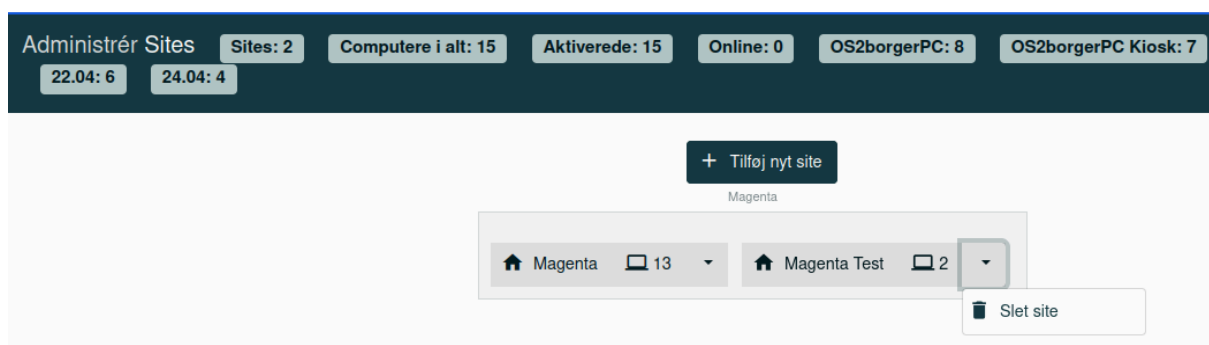 Administrér Sites Sites: 2 Computere i alt: 15 Aktiverede: 15 Online: 0 OS2borgerPC: 8 OS2borgerPC Kiosk: 7
22.04: 6 24.04: 4
+ Tilføj nyt site
Magenta
Magenta 13 Magenta Test 2
Slet site